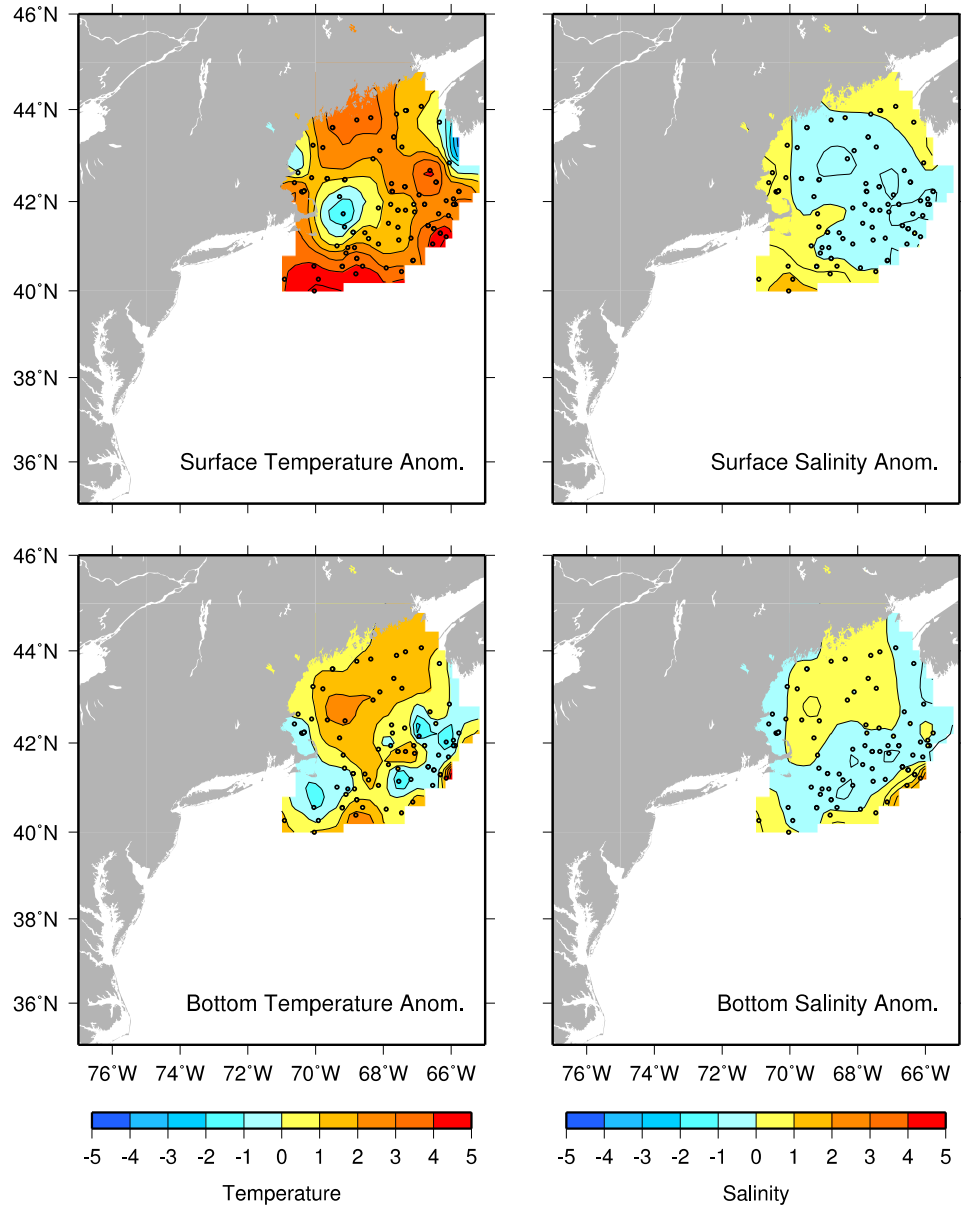 46°N
44°N
42°N
40°N
38°N
36°N
Surface Temperature Anom.
Surface Salinity Anom.
46°N
44°N
42°N
40°N
38°N
36°N
Bottom Temperature Anom.
Bottom Salinity Anom.
76°W 74°W 72°W 70°W 68°W 66°W
76°W 74°W 72°W 70°W 68°W 66°W
-5 -4 -3 -2 -1 0 1 2 3 4 5
-5 -4 -3 -2 -1 0 1 2 3 4 5
Temperature
Salinity